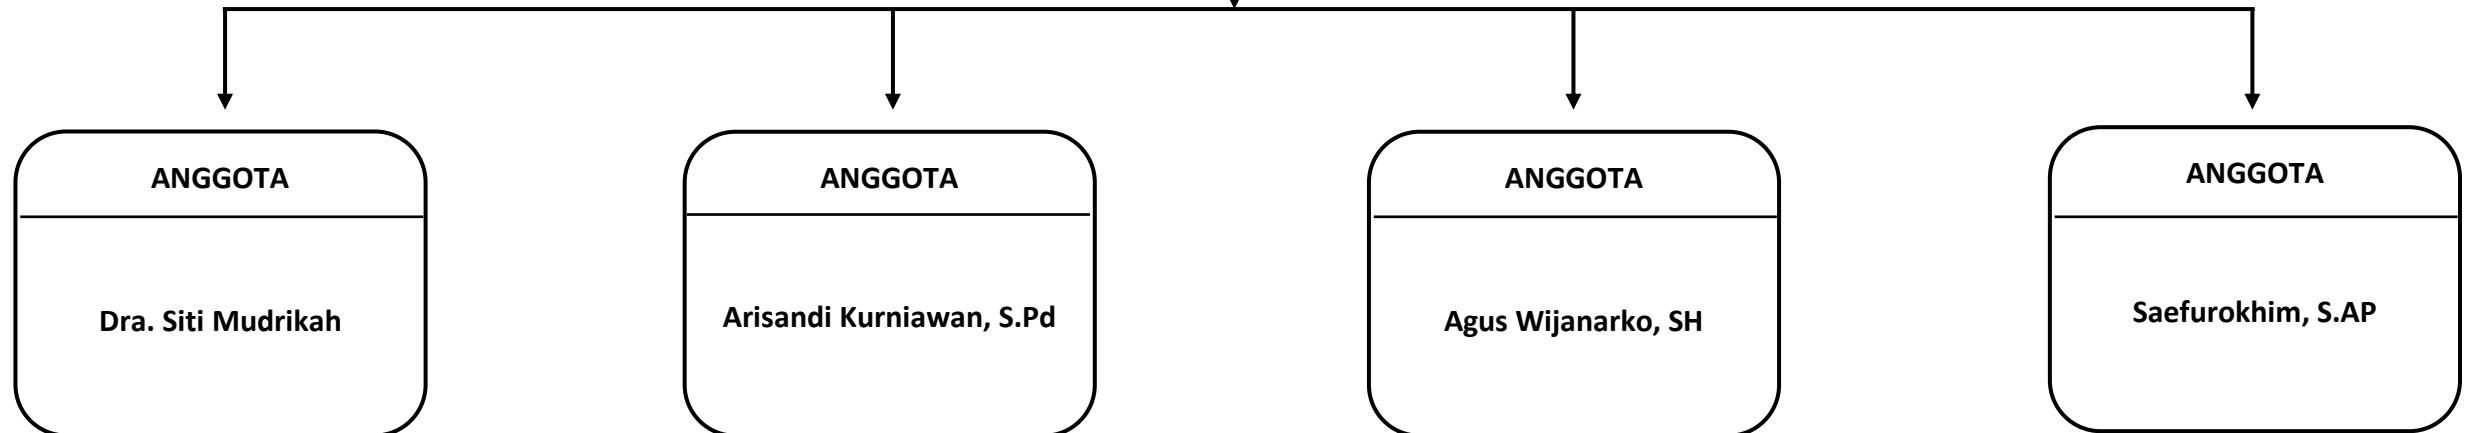 ANGGOTA
Dra. Siti Mudrikah
ANGGOTA
Arisandi Kurniawan, S.Pd
ANGGOTA
Agus Wijanarko, SH
ANGGOTA
Saefurokhim, S.AP